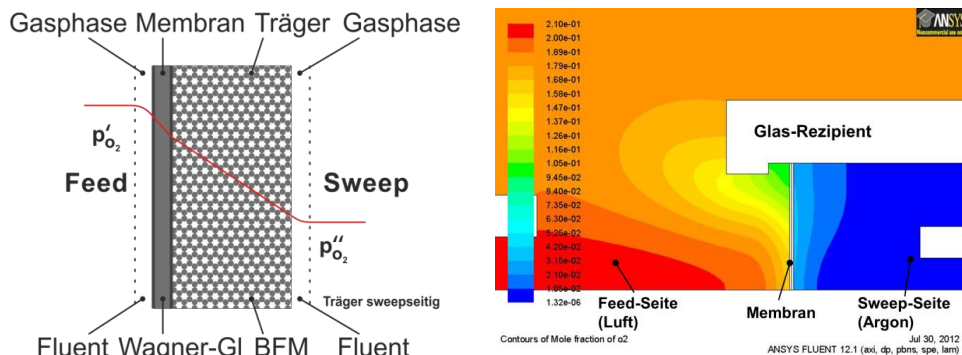 Gasphase Membran Träger Gasphase
p′O2
Feed
Sweep
p′′O2
Träger sweepseitig
Fluent Wagner-Gl BFM Fluent
ANSYS
Noncommercial use on
2.10e-01
2.00e-01
1.89e-01
1.79e-01
1.68e-01
1.58e-01
1.47e-01
1.37e-01
1.26e-01
1.16e-01
1.05e-01
9.45e-02
8.40e-02
7.35e-02
6.30e-02
5.25e-02
4.20e-02
3.15e-02
2.10e-02
1.05e-02
1.32e-06
Glas-Rezipient
Feed-Seite
(Luft)
Membran
Sweep-Seite
(Argon)
Contours of Mole fraction of o2
Jul 30, 2012
ANSYS FLUENT 12.1 (axi, dp, pbns, spe, lam)